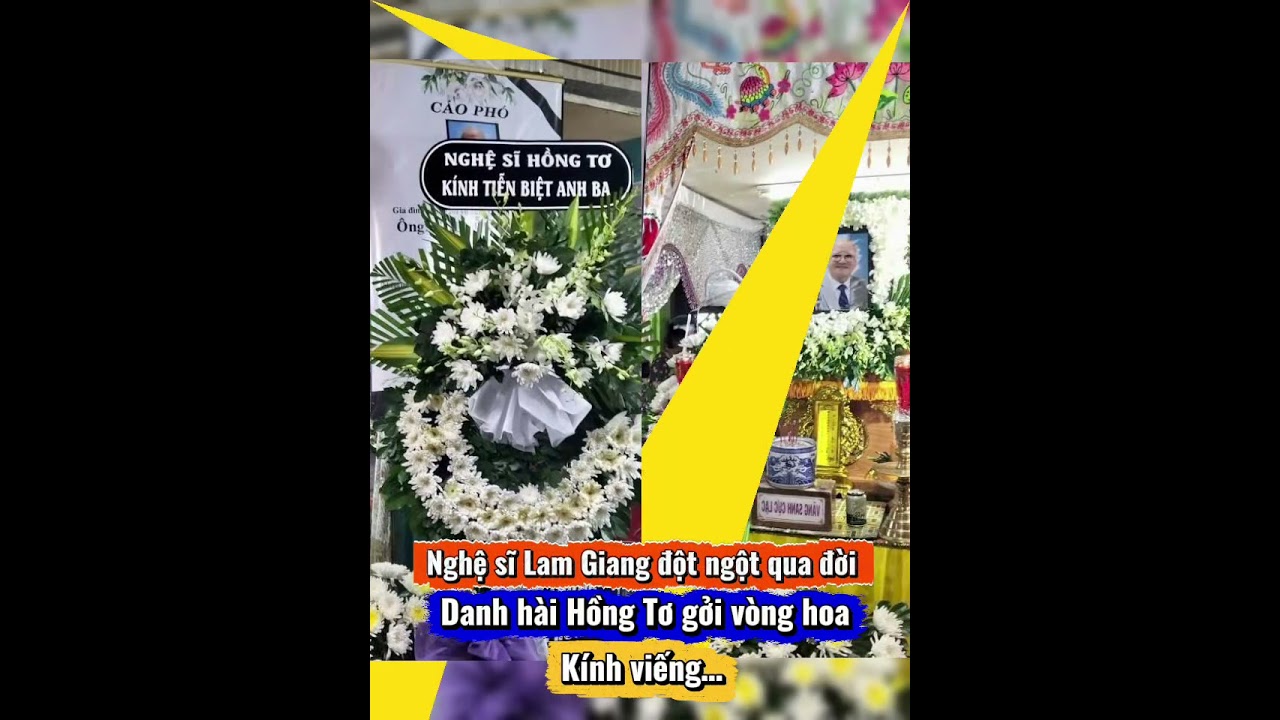 CÁO PHÓ
NGHỆ SĨ HỒNG TƠ
KÍNH TIỄN BIỆT ANH BA
Gia đìn
Ông
VÃNG SANH CỰC LẠC
Nghệ sĩ Lam Giang đột ngột qua đời
Danh hài Hồng Tơ gởi vòng hoa
Kính viếng...